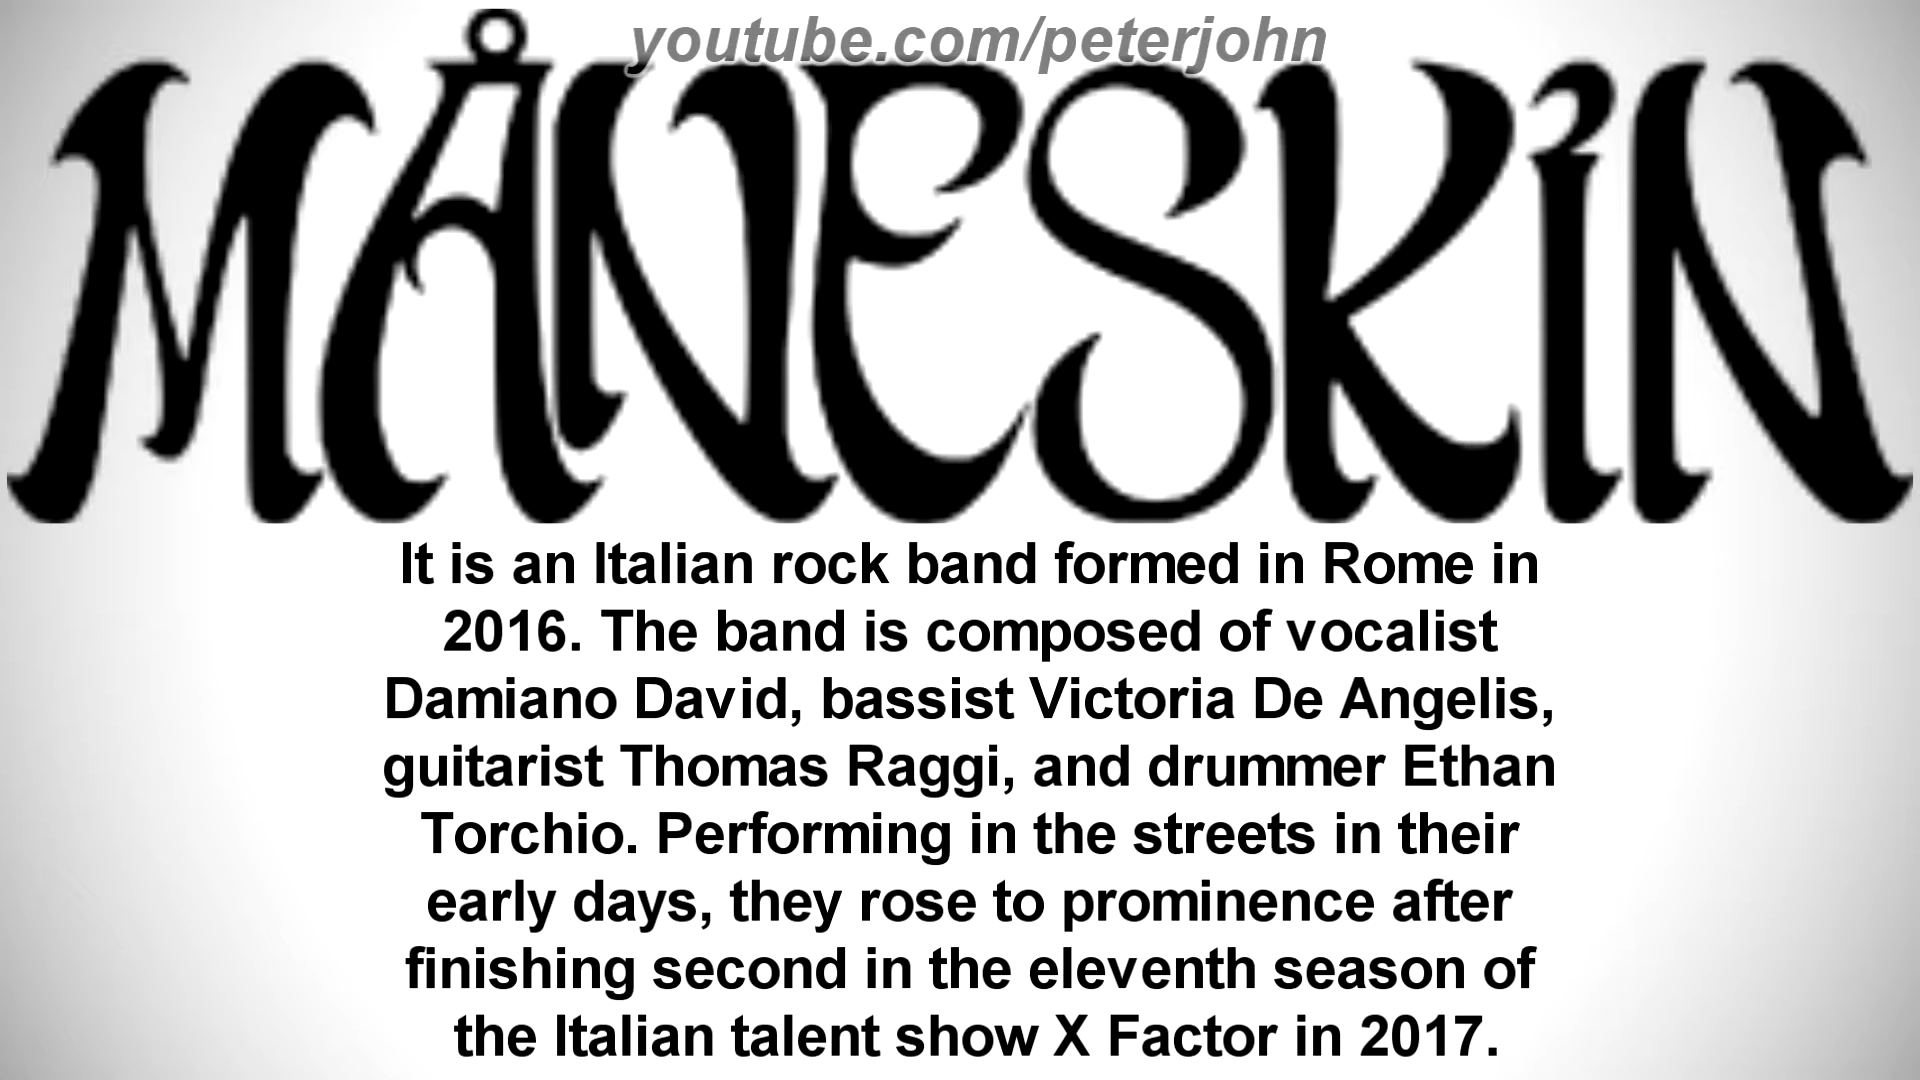 youtube.com/peterjohn
MÅNESKiN
It is an Italian rock band formed in Rome in
2016. The band is composed of vocalist
Damiano David, bassist Victoria De Angelis,
guitarist Thomas Raggi, and drummer Ethan
Torchio. Performing in the streets in their
early days, they rose to prominence after
finishing second in the eleventh season of
the Italian talent show X Factor in 2017.